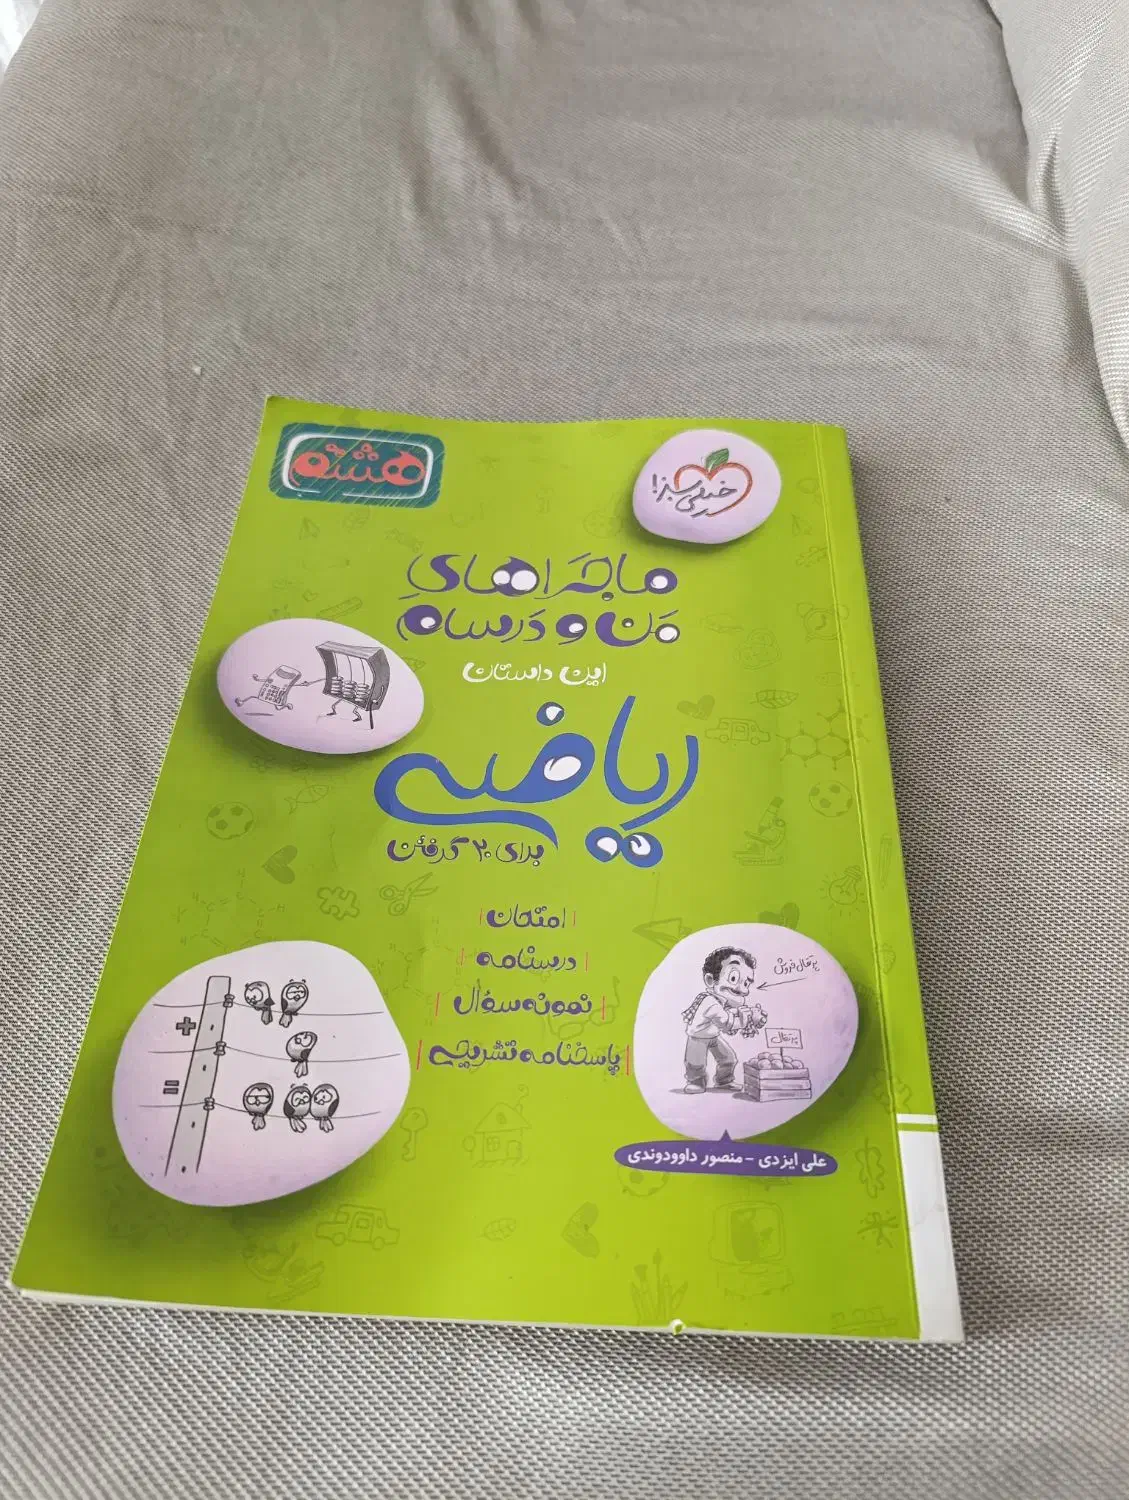 هشتم
خیلی سبز!
ماجراهای
من و درسام
این داستان
ریاضی
برای ۲۰ گرفتن
امتحان
درسنامه
نمونه سؤال
پاسخنامه تشریحی
پرتقال فروش
پرتقال
علی ایزدی - منصور داوودوندی
+
=